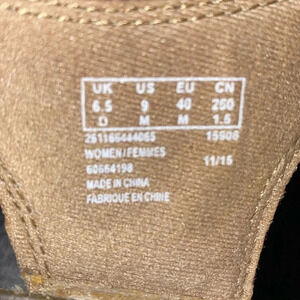 UK US EU CN
6.5 9 40 250
D M M 1.5
261165444065 15908
WOMEN/FEMMES 11/15
60664198
MADE IN CHINA
FABRIQUE EN CHINE